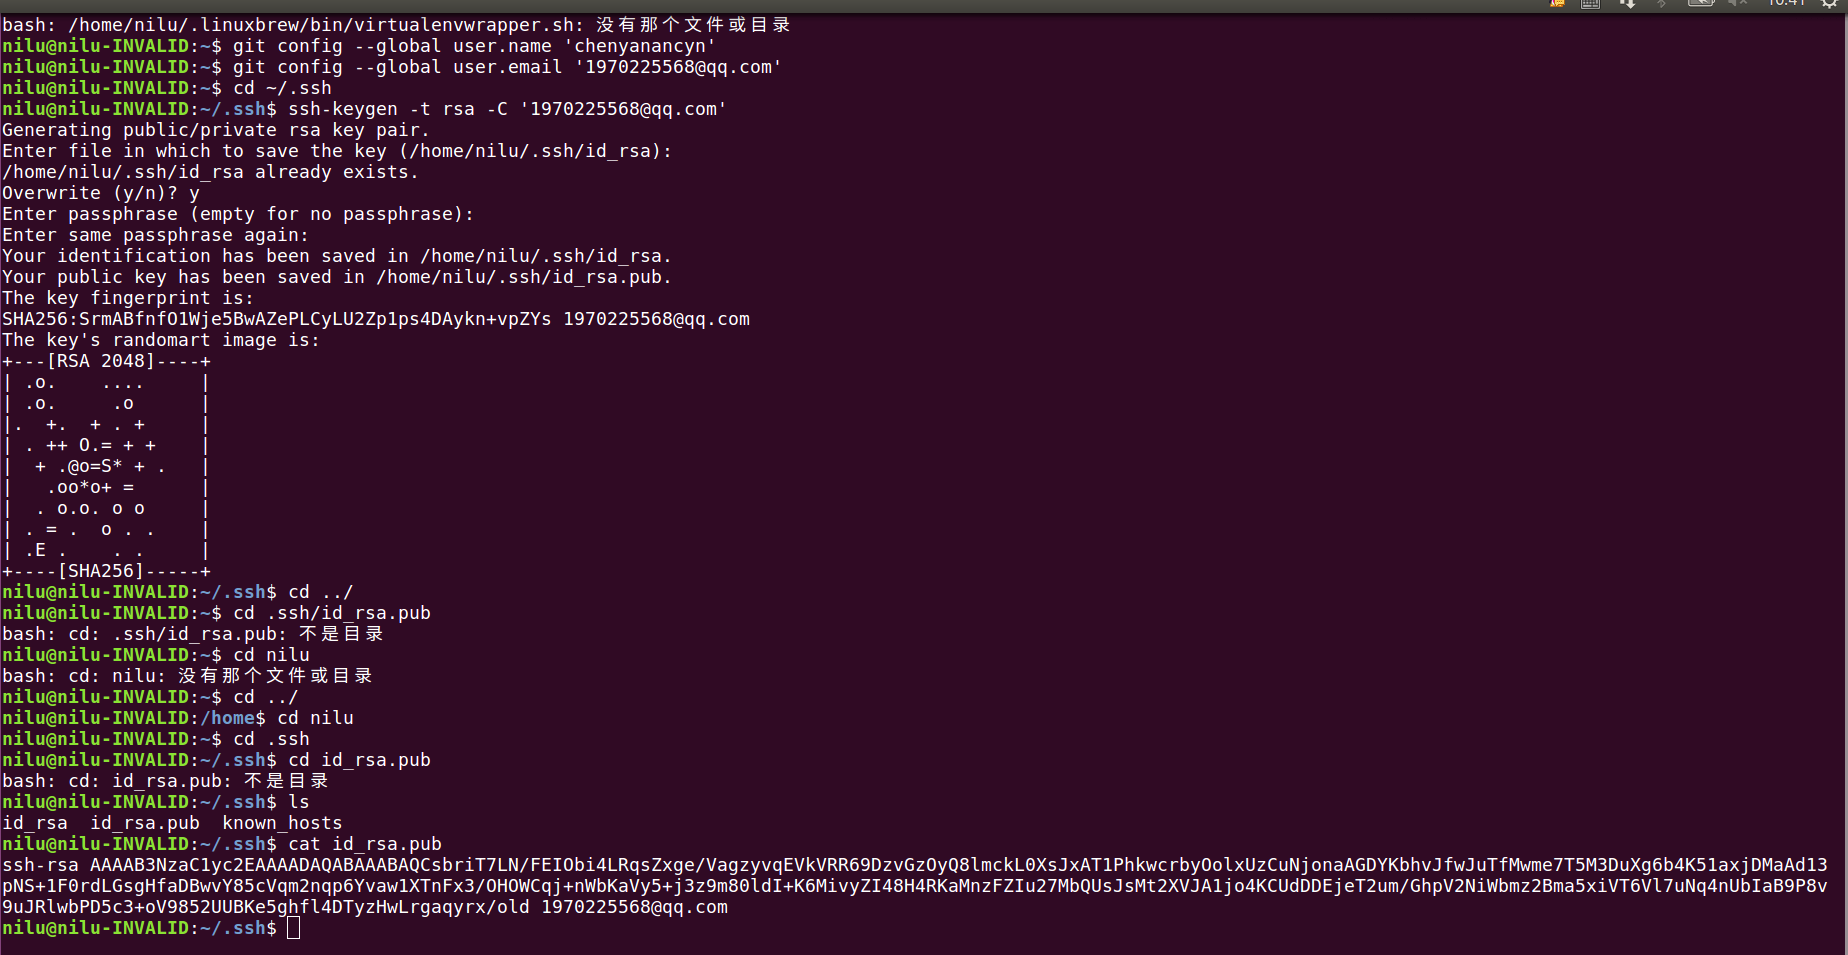 bash: /home/nilu/.linuxbrew/bin/virtualenvwrapper.sh: 没有那个文件或目录
nilu@nilu-INVALID:~$ git config --global user.name 'chenyanancyn'
nilu@nilu-INVALID:~$ git config --global user.email '1970225568@qq.com'
nilu@nilu-INVALID:~$ cd ~/.ssh
nilu@nilu-INVALID:~/.ssh$ ssh-keygen -t rsa -C '1970225568@qq.com'
Generating public/private rsa key pair.
Enter file in which to save the key (/home/nilu/.ssh/id_rsa):
/home/nilu/.ssh/id_rsa already exists.
Overwrite (y/n)? y
Enter passphrase (empty for no passphrase):
Enter same passphrase again:
Your identification has been saved in /home/nilu/.ssh/id_rsa.
Your public key has been saved in /home/nilu/.ssh/id_rsa.pub.
The key fingerprint is:
SHA256:SrmABfnfO1Wje5BwAZePLCyLU2Zp1ps4DAykn+vpZYs 1970225568@qq.com
The key's randomart image is:
+---[RSA 2048]----+
| .o.    ....     |
| .o.     .o      |
|.  +.  + . +     |
| . ++ O.= + +    |
|  + .@o=S* + .   |
|   .oo*o+ =      |
|  . o.o. o o     |
| . = .  o . .    |
| .E .    . .     |
+----[SHA256]-----+
nilu@nilu-INVALID:~/.ssh$ cd ../
nilu@nilu-INVALID:~$ cd .ssh/id_rsa.pub
bash: cd: .ssh/id_rsa.pub: 不是目录
nilu@nilu-INVALID:~$ cd nilu
bash: cd: nilu: 没有那个文件或目录
nilu@nilu-INVALID:~$ cd ../
nilu@nilu-INVALID:/home$ cd nilu
nilu@nilu-INVALID:~$ cd .ssh
nilu@nilu-INVALID:~/.ssh$ cd id_rsa.pub
bash: cd: id_rsa.pub: 不是目录
nilu@nilu-INVALID:~/.ssh$ ls
id_rsa  id_rsa.pub  known_hosts
nilu@nilu-INVALID:~/.ssh$ cat id_rsa.pub
ssh-rsa AAAAB3NzaC1yc2EAAAADAQABAAABAQCsbriT7LN/FEIObi4LRqsZxge/VagzyvqEVkVRR69DzvGzOyQ8lmckL0XsJxAT1PhkwcrbyOolxUzCuNjonaAGDYKbhvJfwJuTfMwme7T5M3DuXg6b4K51axjDMaAd13
pNS+1F0rdLGsgHfaDBwvY85cVqm2nqp6Yvaw1XTnFx3/OHOWCqj+nWbKaVy5+j3z9m80ldI+K6MivyZI48H4RKaMnzFZIu27MbQUsJsMt2XVJA1jo4KCUdDDEjeT2um/GhpV2NiWbmz2Bma5xiVT6Vl7uNq4nUbIaB9P8v
9uJRlwbPD5c3+oV9852UUBKe5ghfl4DTyzHwLrgaqyrx/old 1970225568@qq.com
nilu@nilu-INVALID:~/.ssh$